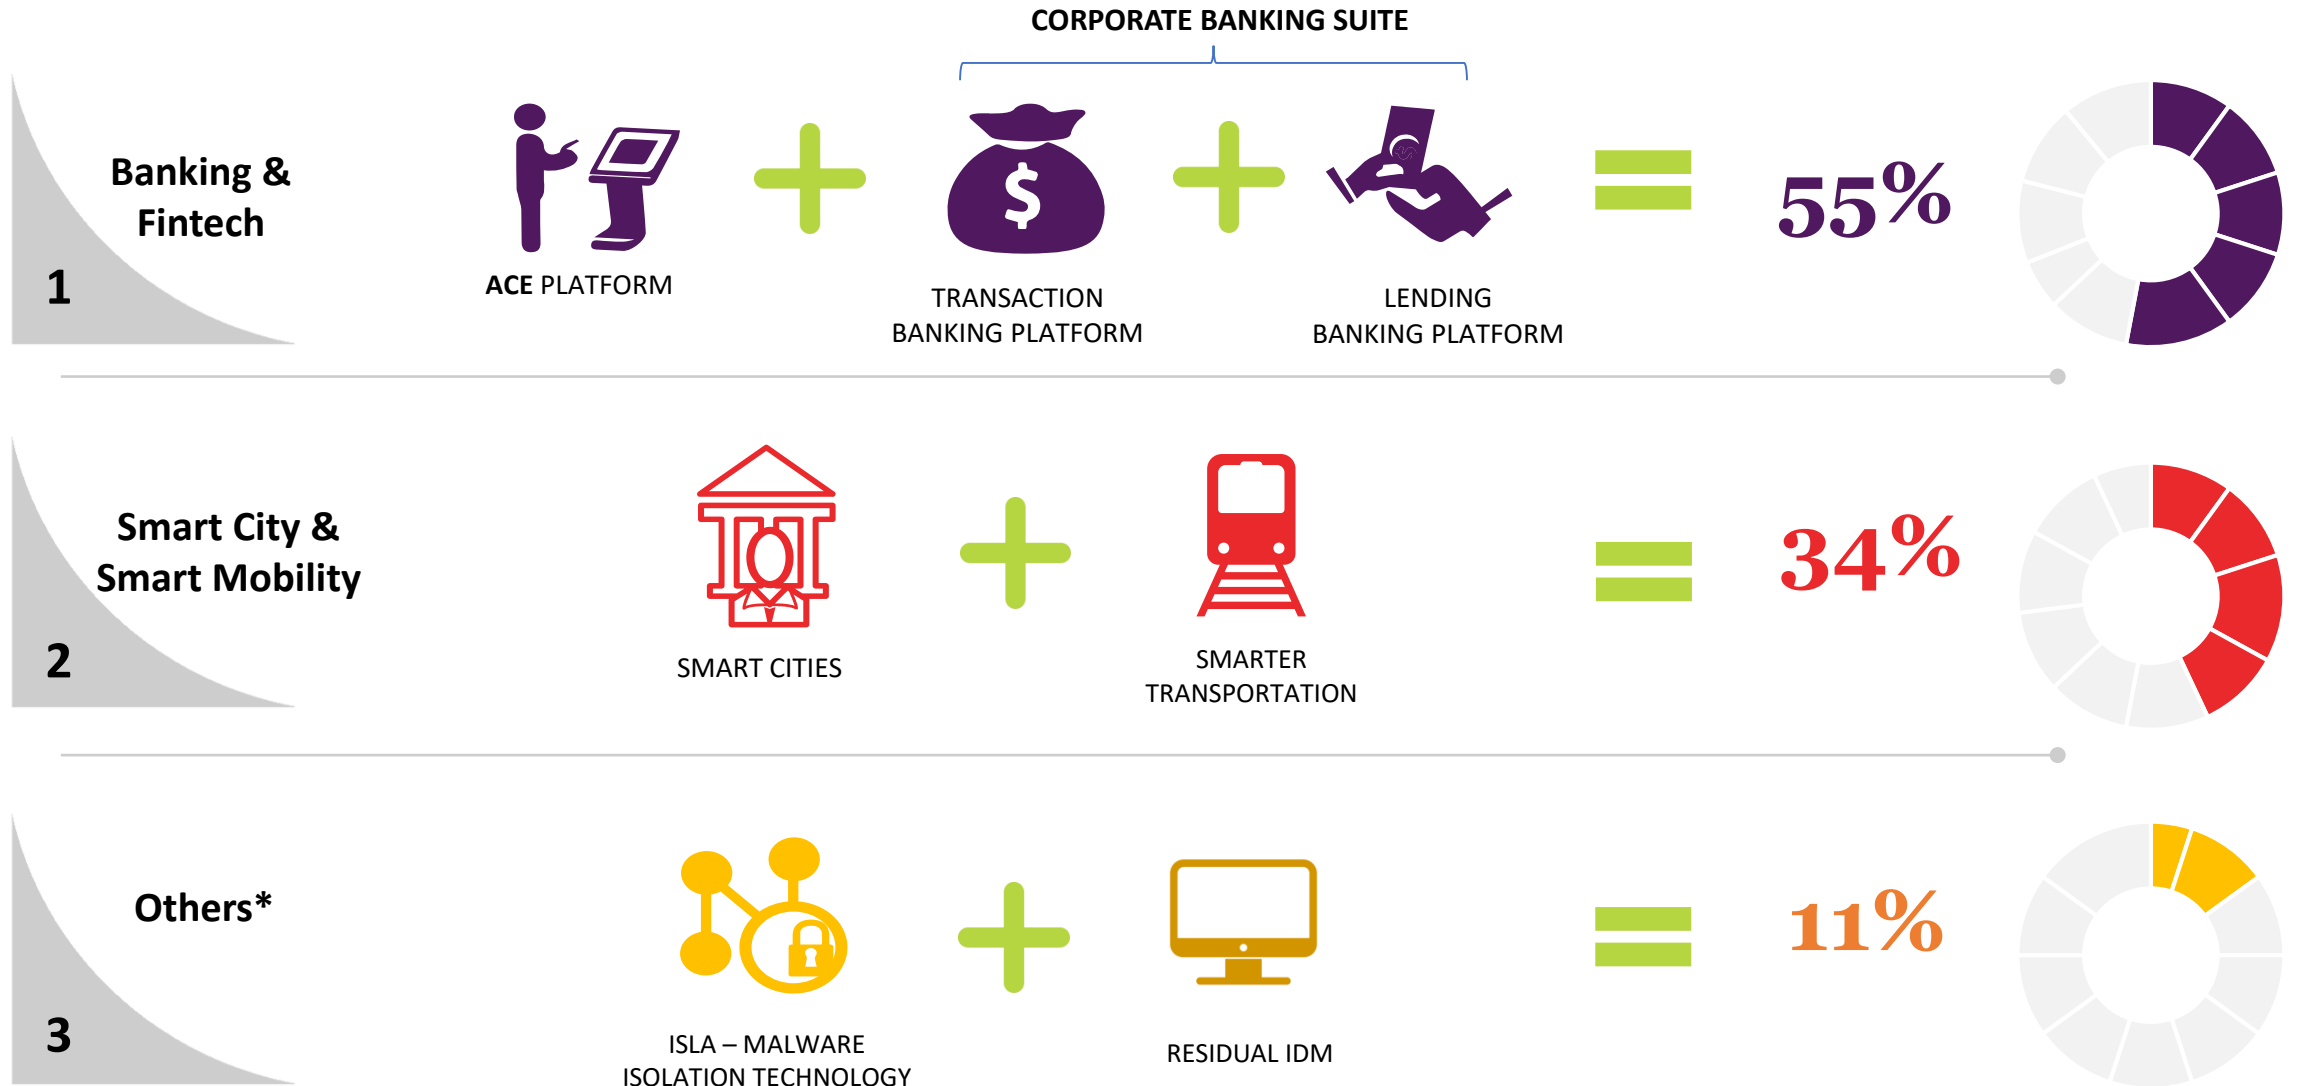 CORPORATE BANKING SUITE
Banking &
Fintech
1
ACE PLATFORM
$
TRANSACTION
BANKING PLATFORM
$
LENDING
BANKING PLATFORM
55%
Smart City &
Smart Mobility
2
SMART CITIES
SMARTER
TRANSPORTATION
34%
Others*
3
ISLA – MALWARE
ISOLATION TECHNOLOGY
RESIDUAL IDM
11%